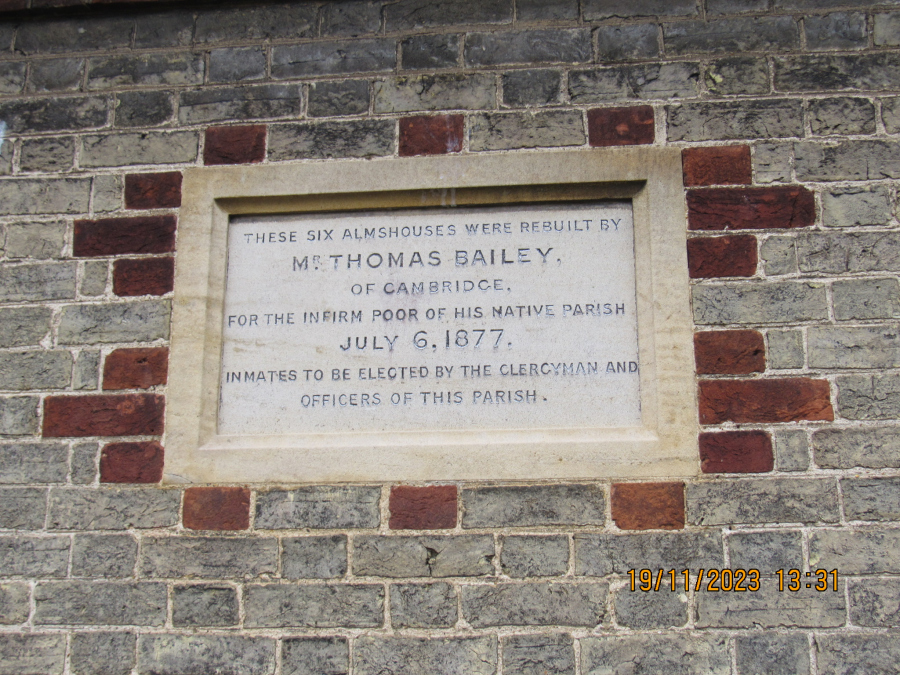 THESE SIX ALMSHOUSES WERE REBUILT BY
MR THOMAS BAILEY,
OF CAMBRIDGE,
FOR THE INFIRM POOR OF HIS NATIVE PARISH
JULY 6, 1877.
INMATES TO BE ELECTED BY THE CLERGYMAN AND
OFFICERS OF THIS PARISH.
19/11/2023 13:31